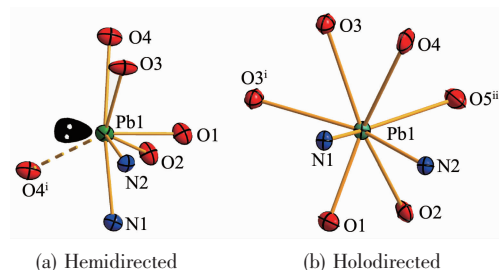 O4
O3
Pb1
O1
O2
N2
O4ⁱ
N1
(a) Hemidirected
O3
O4
O3ⁱ
O5ⁱⁱ
Pb1
N1
N2
O1
O2
(b) Holodirected